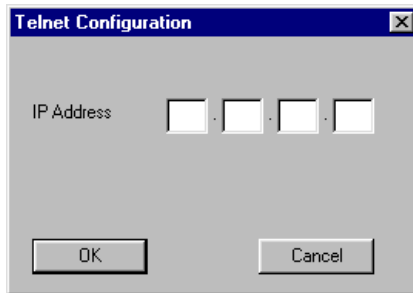 Telnet Configuration
IP Address . . .
OK Cancel